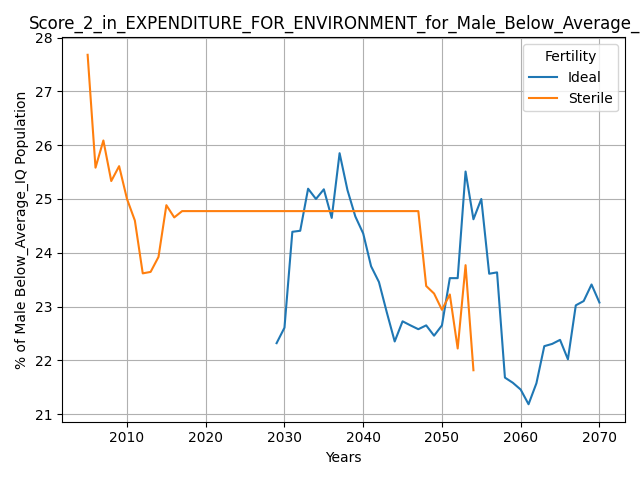 Score_2_in_EXPENDITURE_FOR_ENVIRONMENT_for_Male_Below_Average_
Fertility
Ideal
Sterile
% of Male Below_Average_IQ Population
28
27
26
25
24
23
22
21
2010 2020 2030 2040 2050 2060 2070
Years